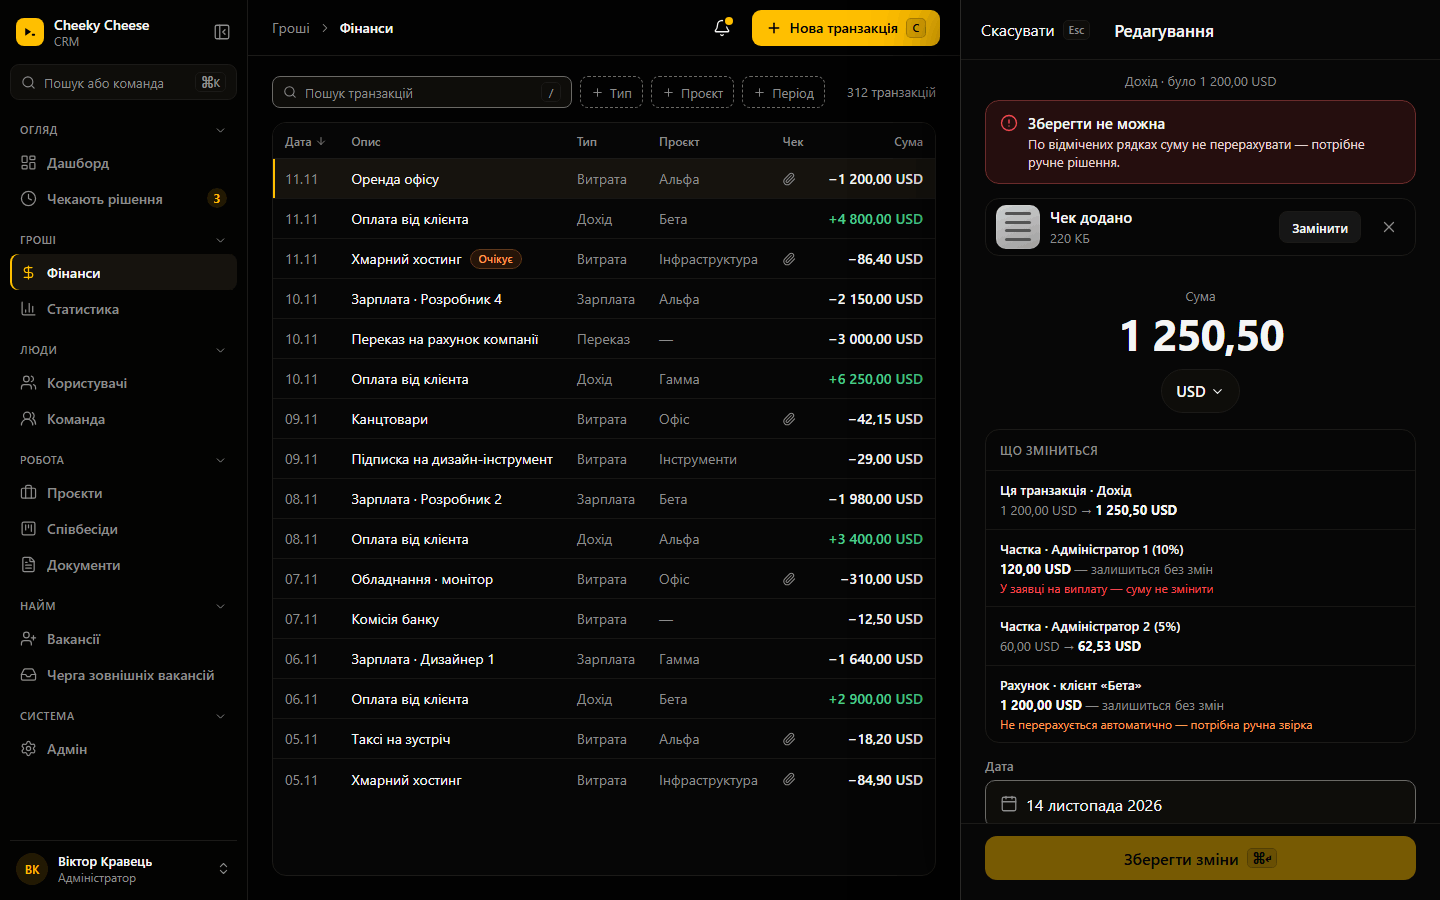 Cheeky Cheese
CRM
Пошук або команда ⌘K
ОГЛЯД
Дашборд
Чекають рішення 3
ГРОШІ
Фінанси
Статистика
ЛЮДИ
Користувачі
Команда
РОБОТА
Проєкти
Співбесіди
Документи
НАЙМ
Вакансії
Черга зовнішніх вакансій
СИСТЕМА
Адмін
ВК
Віктор Кравець
Адміністратор
Гроші > Фінанси
+ Нова транзакція C
Пошук транзакцій /
+ Тип
+ Проєкт
+ Період
312 транзакцій
Дата ↓ Опис Тип Проєкт Чек Сума
11.11 Оренда офісу Витрата Альфа −1 200,00 USD
11.11 Оплата від клієнта Дохід Бета +4 800,00 USD
11.11 Хмарний хостинг Очікує Витрата Інфраструктура −86,40 USD
10.11 Зарплата · Розробник 4 Зарплата Альфа −2 150,00 USD
10.11 Переказ на рахунок компанії Переказ — −3 000,00 USD
10.11 Оплата від клієнта Дохід Гамма +6 250,00 USD
09.11 Канцтовари Витрата Офіс −42,15 USD
09.11 Підписка на дизайн-інструмент Витрата Інструменти −29,00 USD
08.11 Зарплата · Розробник 2 Зарплата Бета −1 980,00 USD
08.11 Оплата від клієнта Дохід Альфа +3 400,00 USD
07.11 Обладнання · монітор Витрата Офіс −310,00 USD
07.11 Комісія банку Витрата — −12,50 USD
06.11 Зарплата · Дизайнер 1 Зарплата Гамма −1 640,00 USD
06.11 Оплата від клієнта Дохід Бета +2 900,00 USD
05.11 Таксі на зустріч Витрата Альфа −18,20 USD
05.11 Хмарний хостинг Витрата Інфраструктура −84,90 USD
Скасувати Esc Редагування
Дохід · було 1 200,00 USD
Зберегти не можна
По відмічених рядках суму не перерахувати — потрібне
ручне рішення.
Чек додано
220 КБ
Замінити
Сума
1 250,50
USD
ЩО ЗМІНИТЬСЯ
Ця транзакція · Дохід
1 200,00 USD → 1 250,50 USD
Частка · Адміністратор 1 (10%)
120,00 USD — залишиться без змін
У заявці на виплату — суму не змінити
Частка · Адміністратор 2 (5%)
60,00 USD → 62,53 USD
Рахунок · клієнт «Бета»
1 200,00 USD — залишиться без змін
Не перерахується автоматично — потрібна ручна звірка
Дата
14 листопада 2026
Зберегти зміни ⌘↵